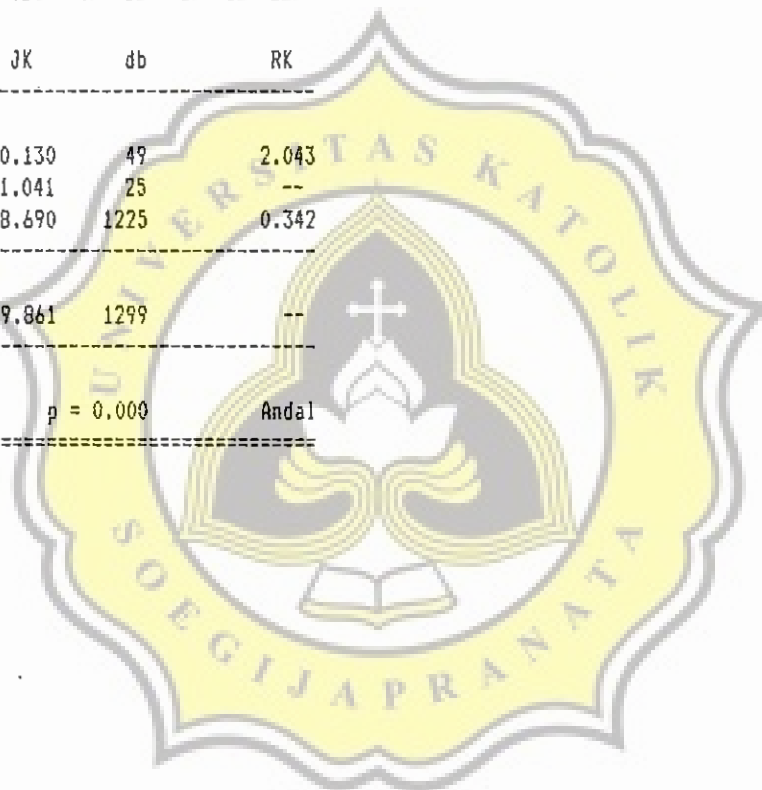 JK db RK
0.130 49 2.043
1.041 25 --
8.690 1225 0.342
9.861 1299 --
p = 0.000 Andal
UNIVERSITAS KATOLIK
SOEGIJAPRANATA